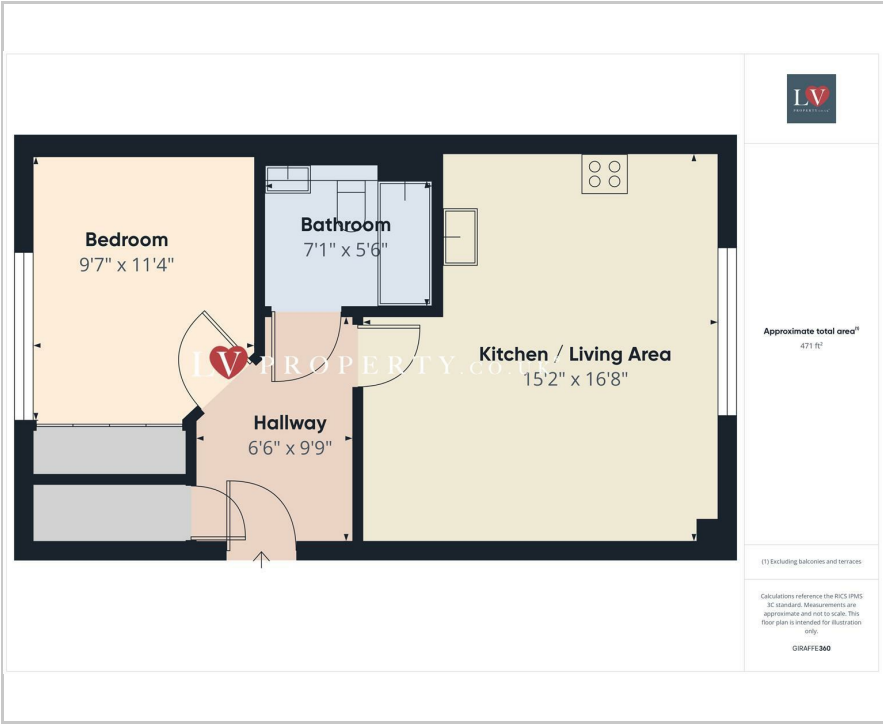 LV
PROPERTY.CO.UK
Bedroom
9'7" x 11'4"
Bathroom
7'1" x 5'6"
Kitchen / Living Area
15'2" x 16'8"
LV PROPERTY.CO.UK
Hallway
6'6" x 9'9"
Approximate total area(1)
471 ft²
(1) Excluding balconies and terraces
Calculations reference the RICS IPMS
3C standard. Measurements are
approximate and not to scale. This
floor plan is intended for illustration
only.
GIRAFFE360